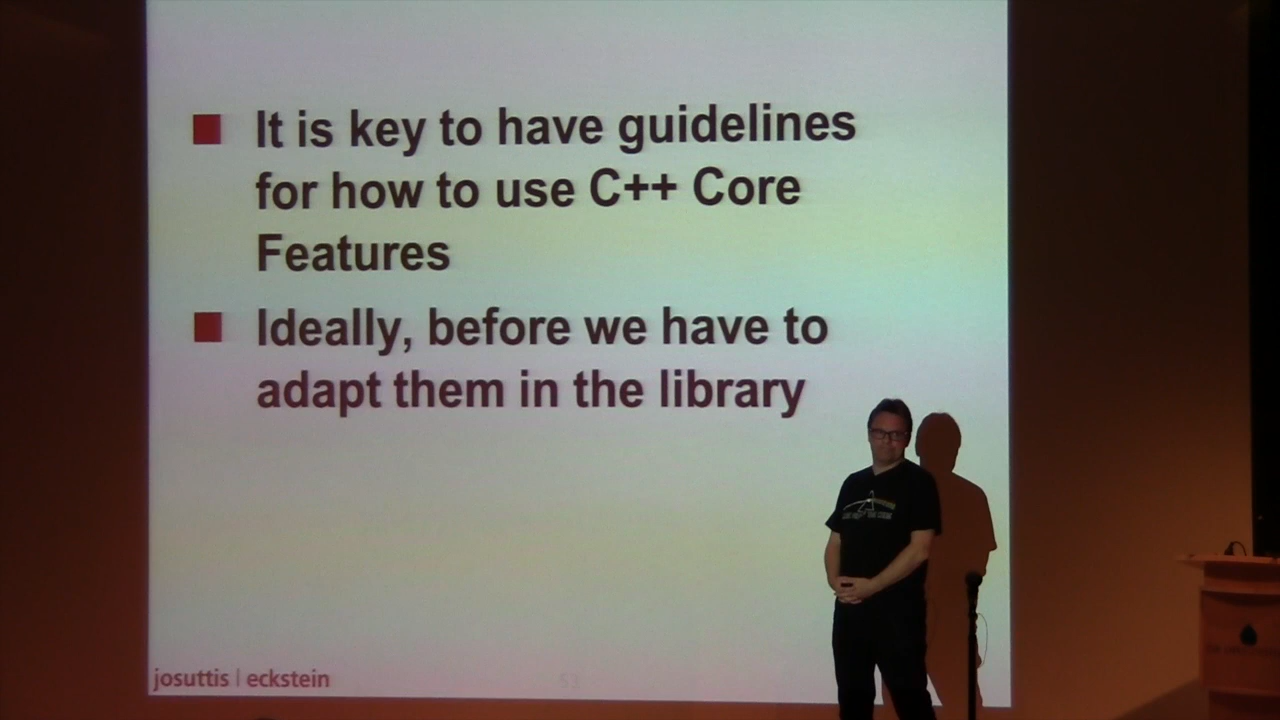 It is key to have guidelines
for how to use C++ Core
Features
Ideally, before we have to
adapt them in the library
josuttis | eckstein
53